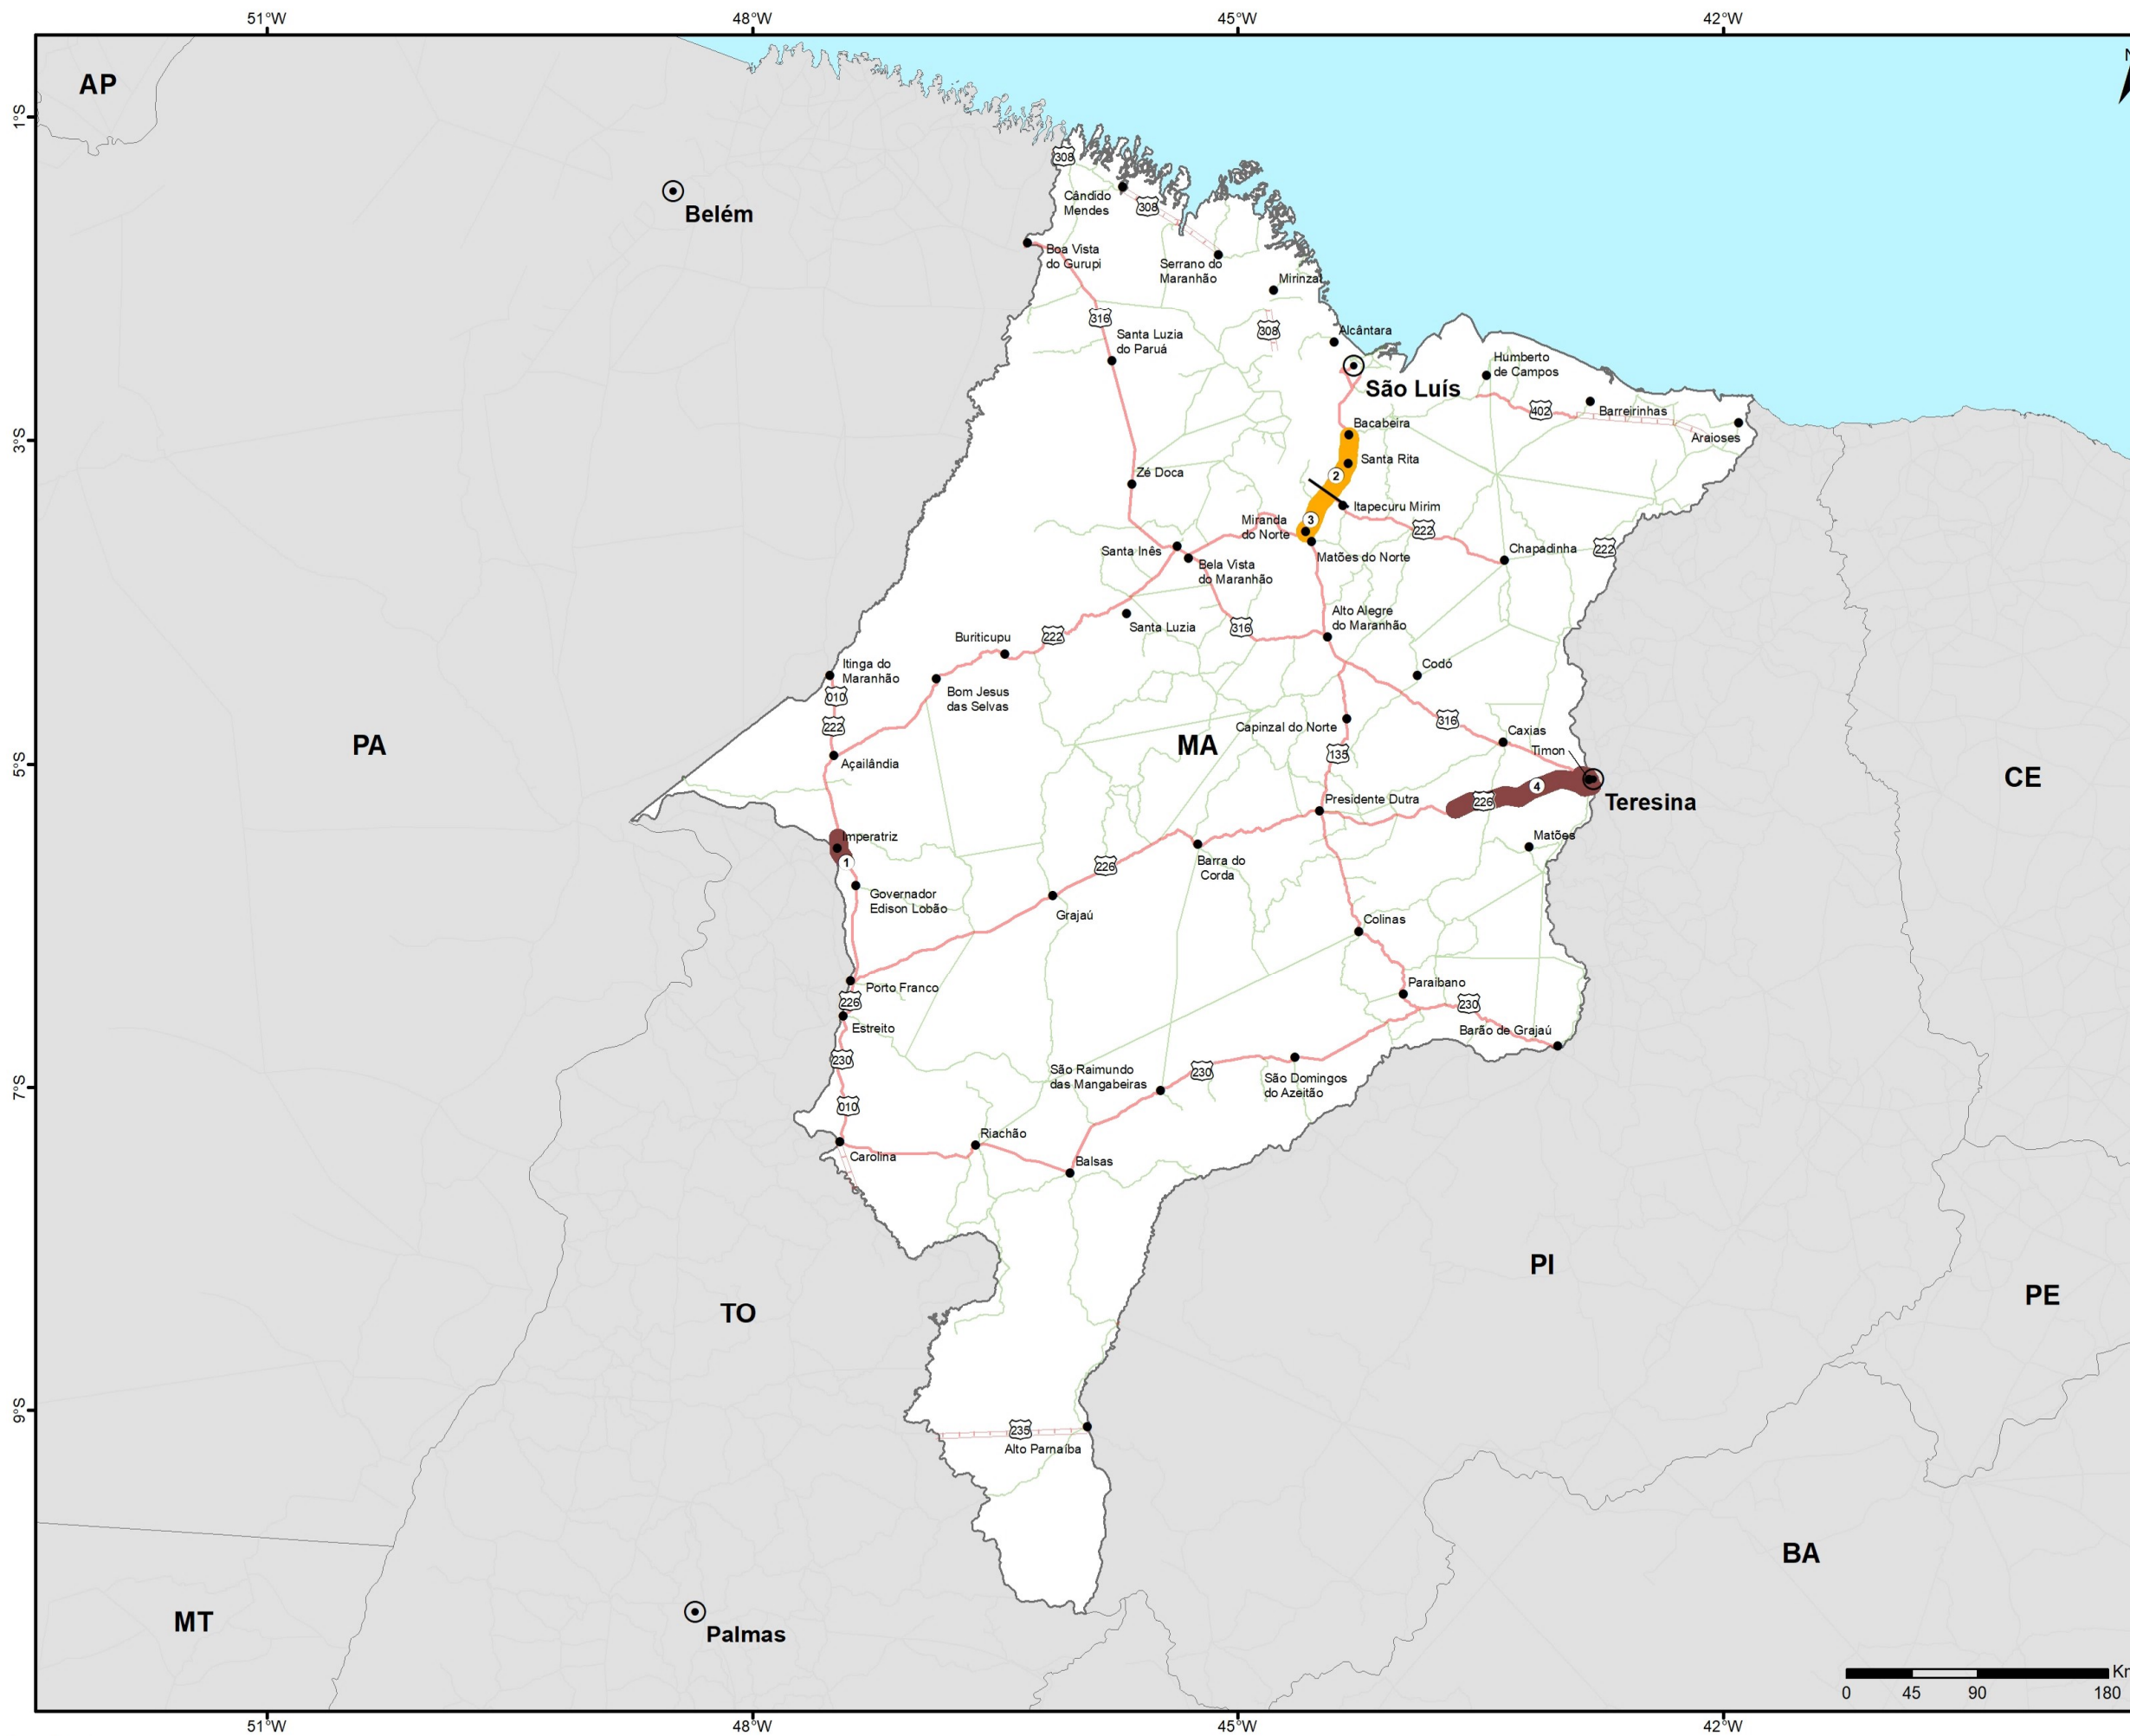 51°W
48°W
45°W
42°W
1°S
3°S
5°S
7°S
9°S
AP
Belém
308
Cândido
Mendes
308
Boa Vista
do Gurupi
Serrano do
Maranhão
Mirinzal
316
308
Santa Luzia
do Paruá
Alcântara
São Luís
Humberto
de Campos
402
Barreirinhas
Araioses
Bacabeira
Santa Rita
Zé Doca
2
Itapecuru Mirim
Miranda
do Norte
3
222
Santa Inês
Matões do Norte
Chapadinha
222
Bela Vista
do Maranhão
Santa Luzia
316
Alto Alegre
do Maranhão
Buriticupu
222
Itinga do
Maranhão
010
Bom Jesus
das Selvas
Codó
222
PA
MA
Capinzal do Norte
316
Caxias
Timon
Açailândia
135
CE
Presidente Dutra
226
4
Teresina
Imperatriz
1
Matões
226
Barra do
Corda
Governador
Edison Lobão
Grajaú
Colinas
Porto Franco
Paraibano
226
230
Estreito
Barão de Grajaú
230
São Raimundo
das Mangabeiras
230
São Domingos
do Azeitão
010
Riachão
Carolina
Balsas
TO
PI
PE
235
Alto Parnaíba
BA
MT
Palmas
0
45
90
180
51°W
48°W
45°W
42°W